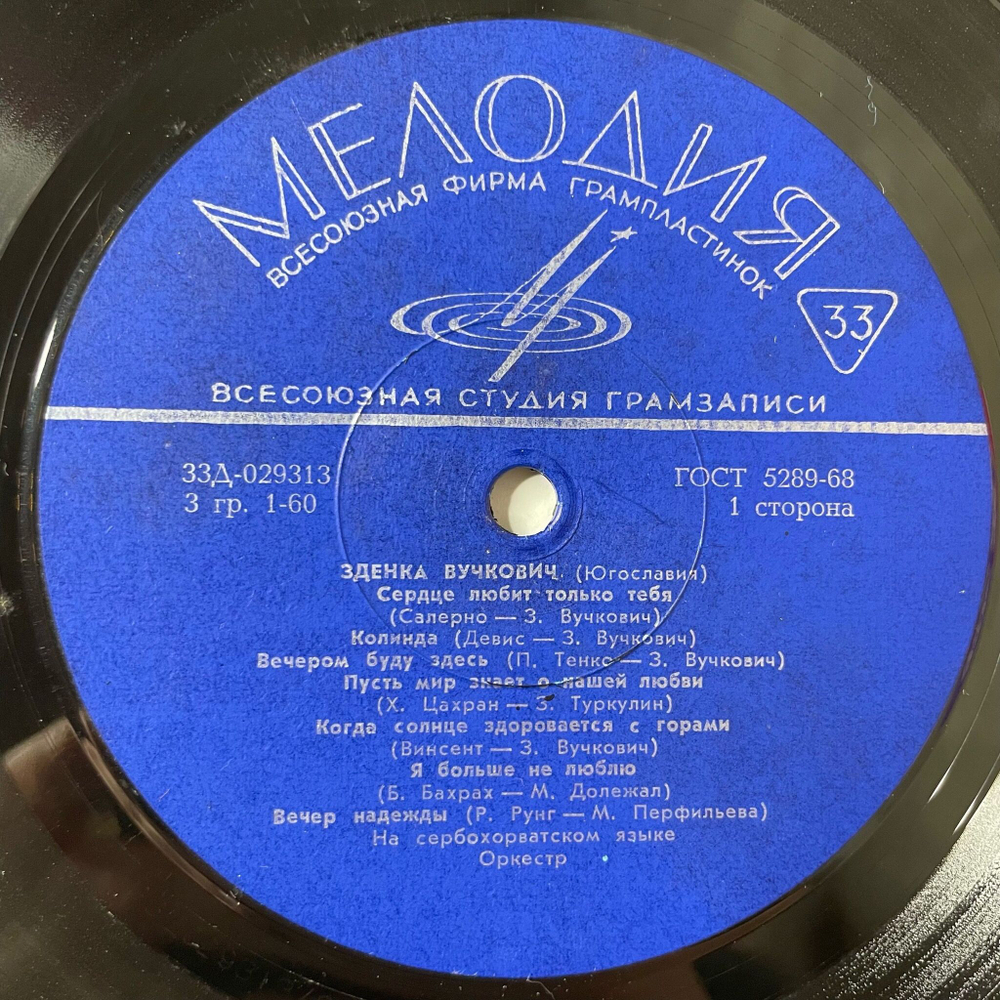 МЕЛОДИЯ
ВСЕСОЮЗНАЯ ФИРМА ГРАМПЛАСТИНОК
33
ВСЕСОЮЗНАЯ СТУДИЯ ГРАМЗАПИСИ
33Д-029313
ГОСТ 5289-68
3 гр. 1-60
1 сторона
ЗДЕНКА ВУЧКОВИЧ (Югославия)
Сердце любит только тебя
(Салерно — З. Вучкович)
Колинда (Девис — З. Вучкович)
Вечером буду здесь (П. Тенко — З. Вучкович)
Пусть мир знает о нашей любви
(Х. Цахран — З. Туркулин)
Когда солнце здоровается с горами
(Винсент — З. Вучкович)
Я больше не люблю
(Б. Бахрах — М. Долежал)
Вечер надежды (Р. Рунг — М. Перфильева)
На сербохорватском языке
Оркестр